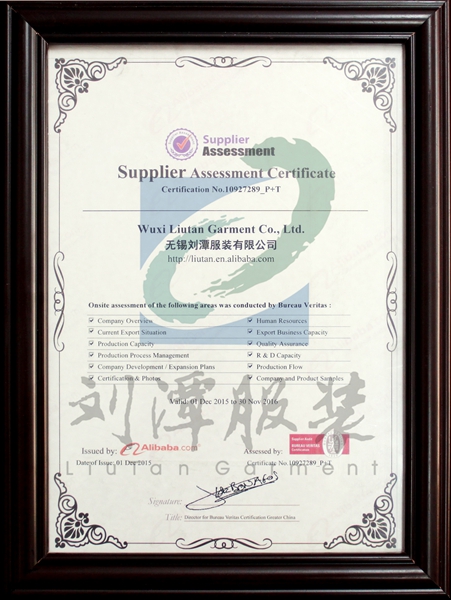 Supplier
Assessment
Supplier Assessment Certificate
Certification No.10927289_P+T
Wuxi Liutan Garment Co., Ltd.
无锡刘潭服装有限公司
http://liutan.en.alibaba.com
Onsite assessment of the following areas was conducted by Bureau Veritas :
Company Overview
Human Resources
Current Export Situation
Export Business Capacity
Production Capacity
Quality Assurance
Production Process Management
R & D Capacity
Company Development / Expansion Plans
Production Flow
Certification & Photos
Company and Product Samples
刘潭服装
Valid: 01 Dec 2015 to 30 Nov 2016
Issued by: Alibaba.com
Assessed by:
Supplier Assd.
BUREAU VERITAS
Certification
Liutan Garment
Date of Issue: 01 Dec 2015
Certificate No.10927289_P+T
Signature:
Title: Director for Bureau Veritas Certification Greater China